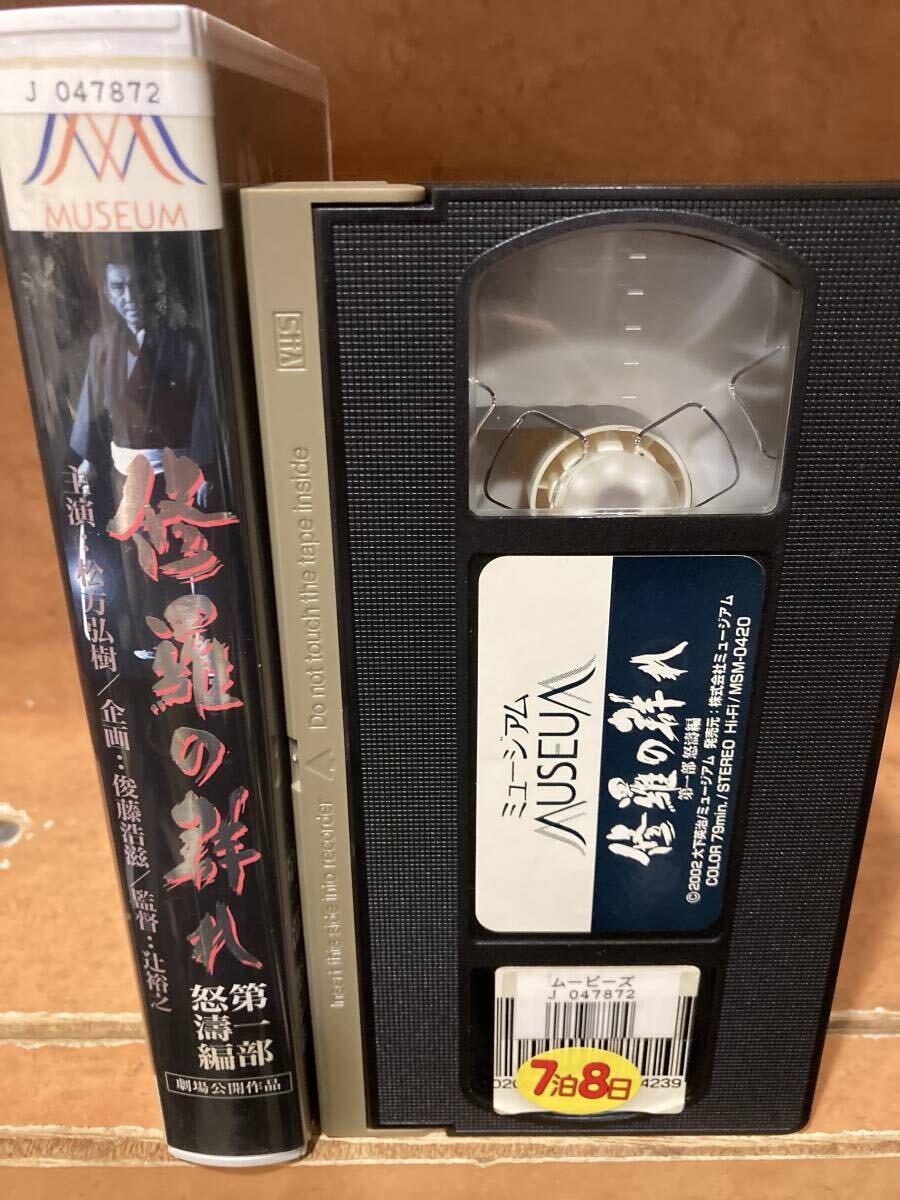 J 047872
MUSEUM
修羅の群れ
第一部
怒濤編
主演:松方弘樹/企画:俊藤浩滋/監督:辻裕之
劇場公開作品
VHS
Do not touch the tape inside
Insert this side into recorder
ミュージアム
MUSEUM
修羅の群れ
第一部 怒濤編
©2002 大下英治/ミュージアム 発売元:株式会社ミュージアム
COLOR 79min./STEREO Hi-Fi/MSM-0420
ムービーズ
J 047872
7泊8日
4239